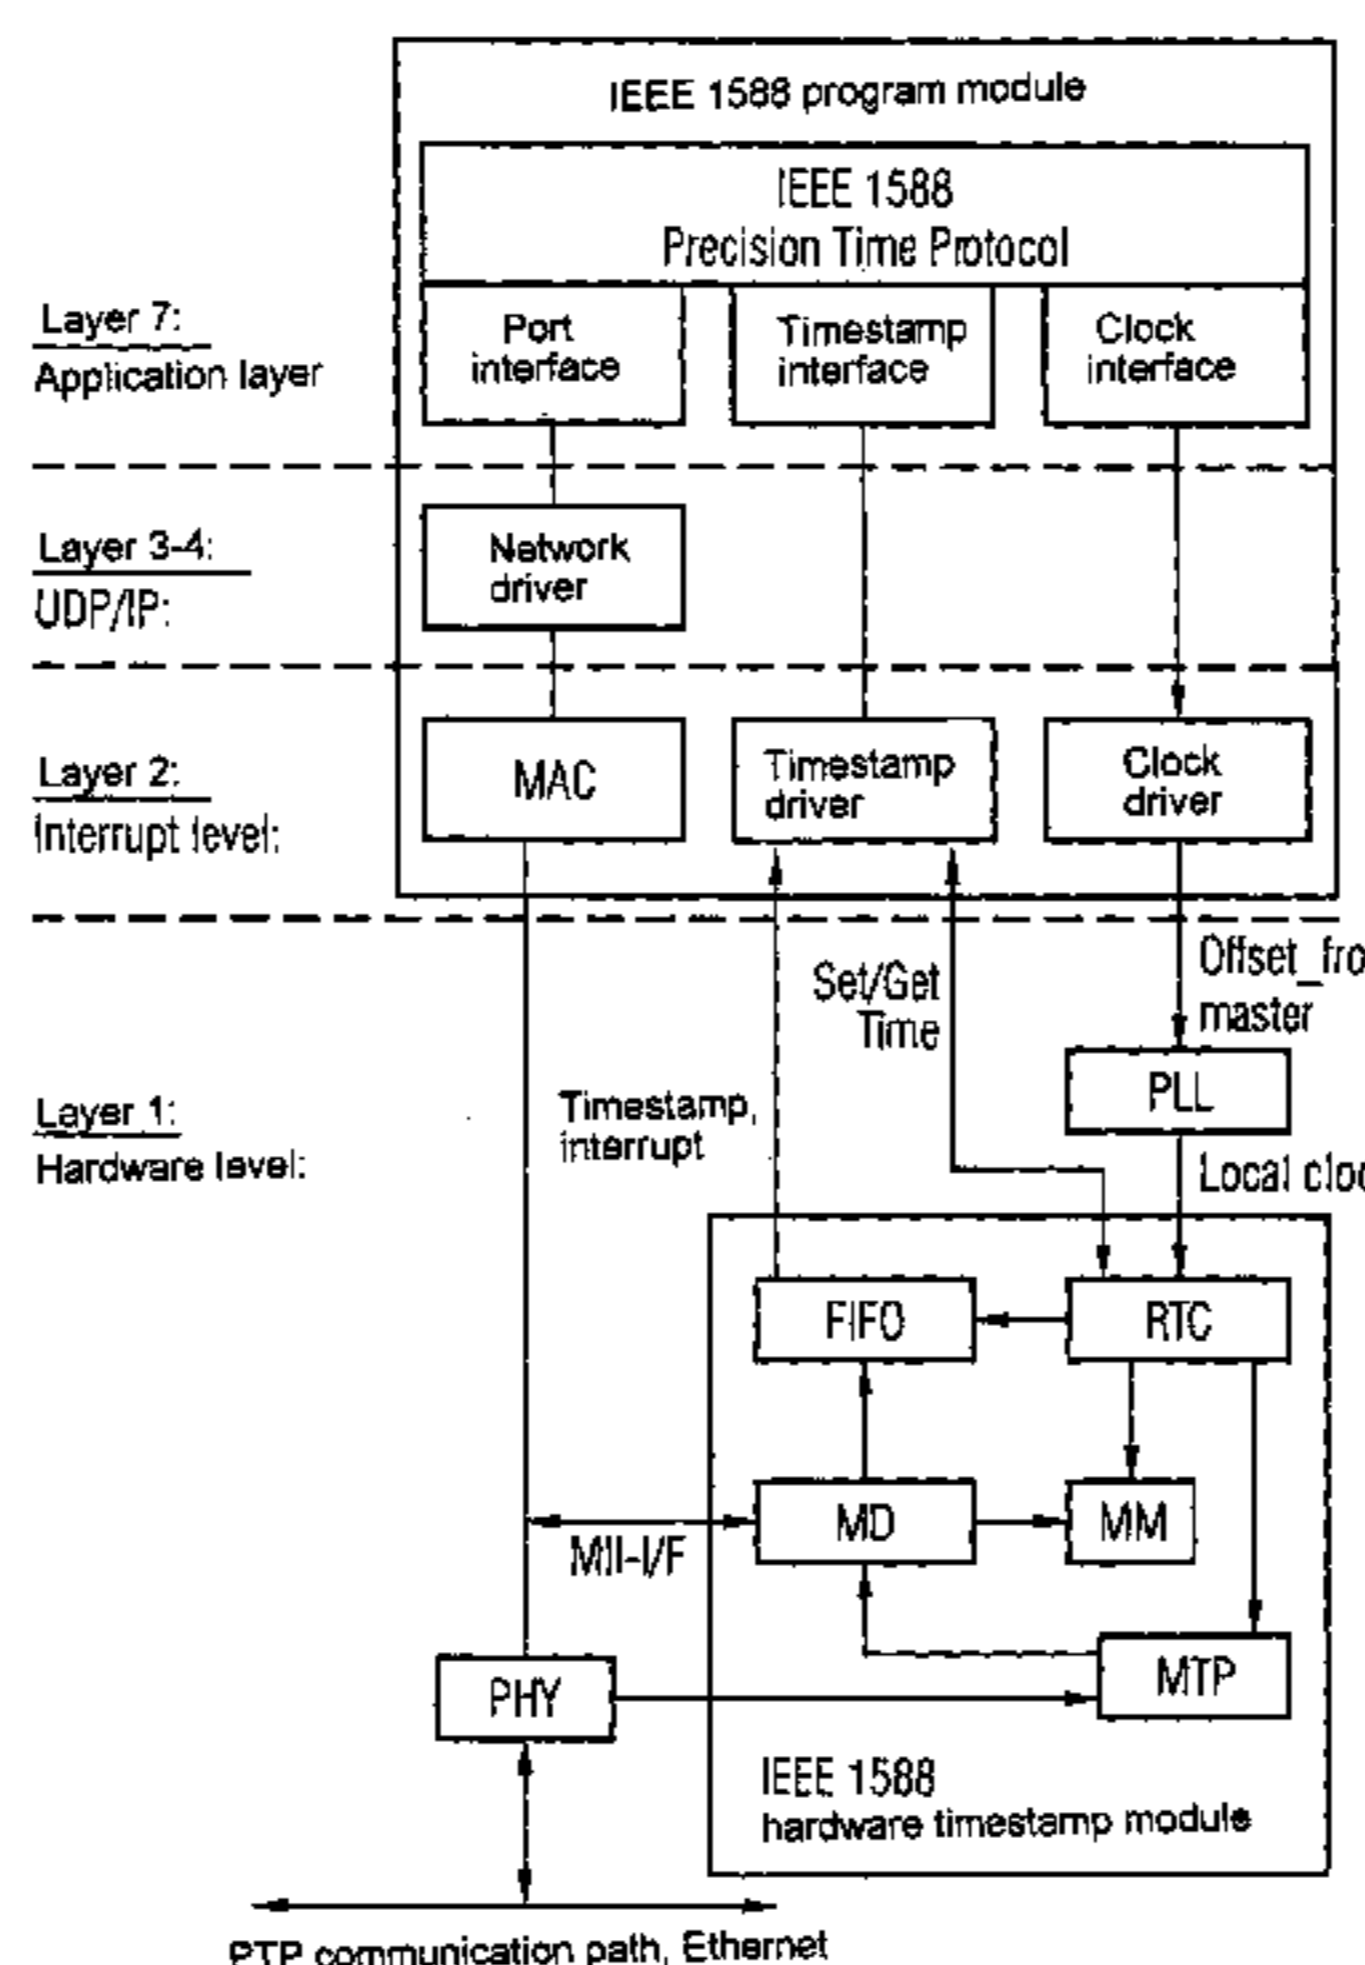 IEEE 1588 program module
IEEE 1588
Precision Time Protocol
Layer 7:
Application layer
Port
interface
Timestamp
interface
Clock
interface
Layer 3-4:
UDP/IP:
Network
driver
Layer 2:
Interrupt level:
MAC
Timestamp
driver
Clock
driver
Offset_fro
master
Set/Get
Time
PLL
Layer 1:
Hardware level:
Timestamp,
interrupt
Local cloc
FIFO
RTC
MD
MM
MII-I/F
PHY
MTP
IEEE 1588
hardware timestamp module
PTP communication path, Ethernet